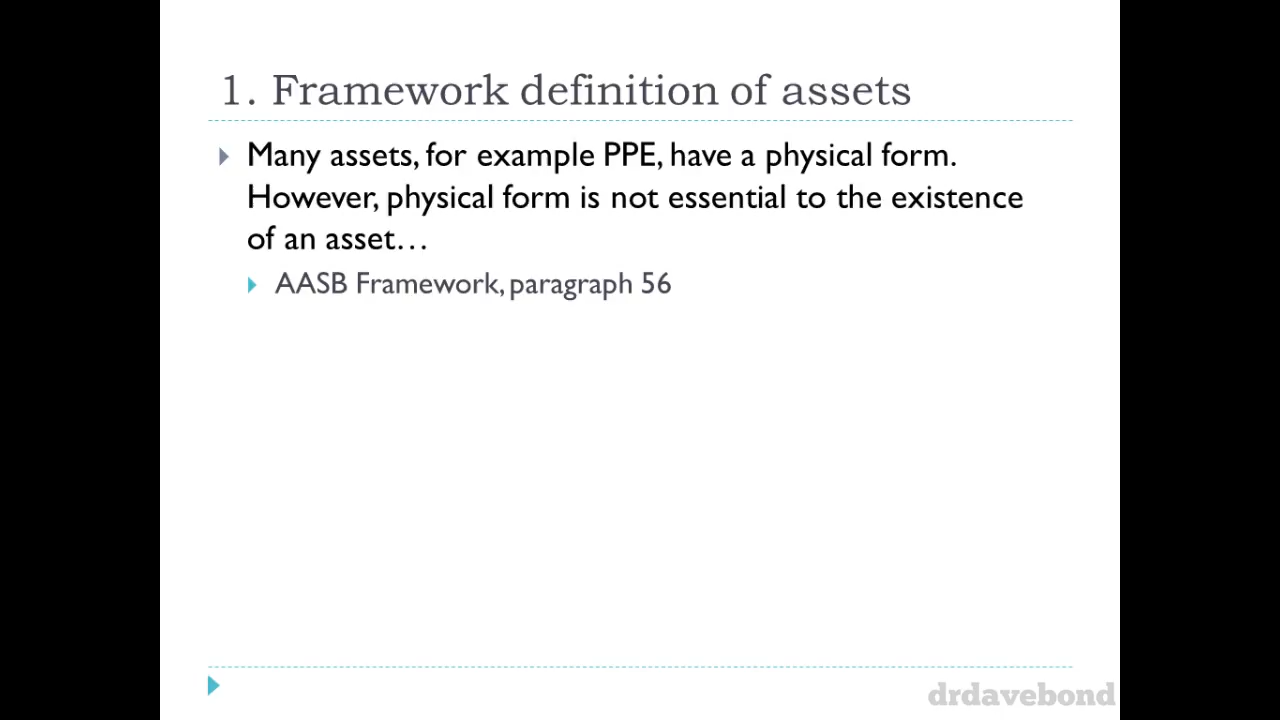 1. Framework definition of assets
Many assets, for example PPE, have a physical form.
However, physical form is not essential to the existence
of an asset…
AASB Framework, paragraph 56
drdavebond